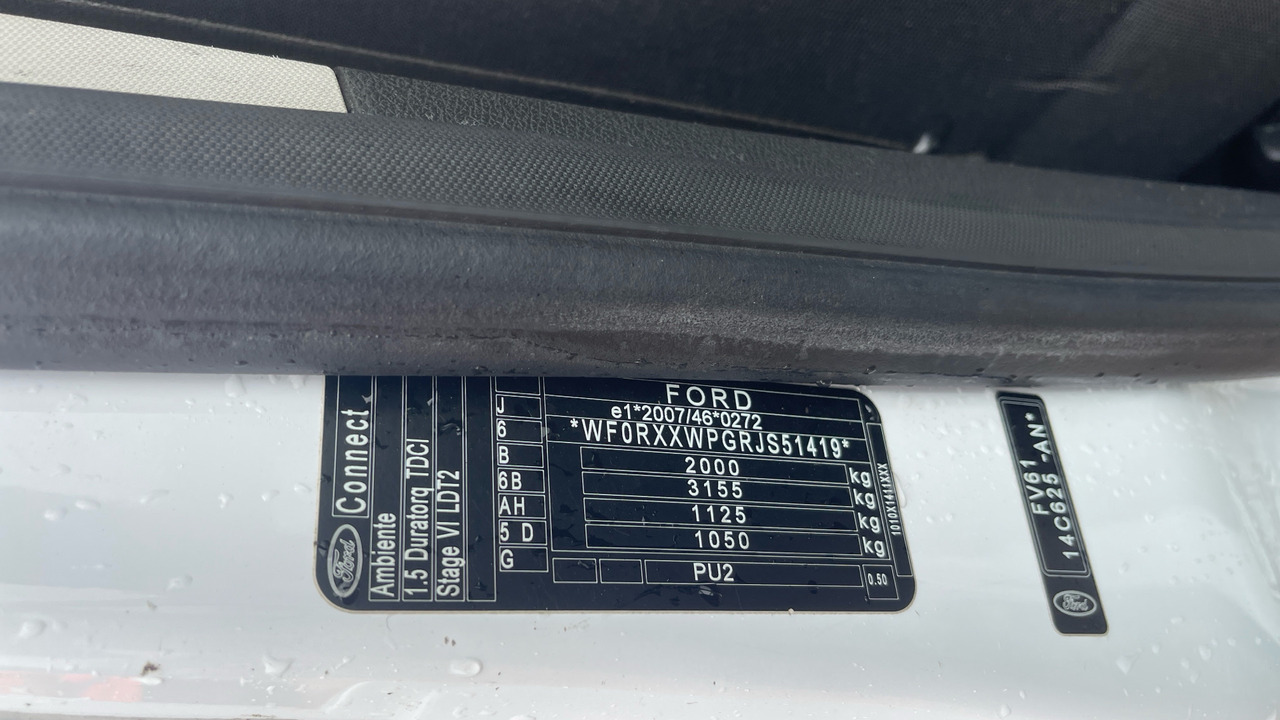 FORD
e1*2007/46*0272
*WF0RXXWPGRJS51419*
2000 kg
3155 kg
1125 kg
1050 kg
PU2
0.50
J
6
B
6B
AH
5 D
G
Ford Connect
Ambiente
1.5 Duratorq TDCI
Stage VI LDT2
1010X1411XXX
FV61
14C625-AN*
Ford